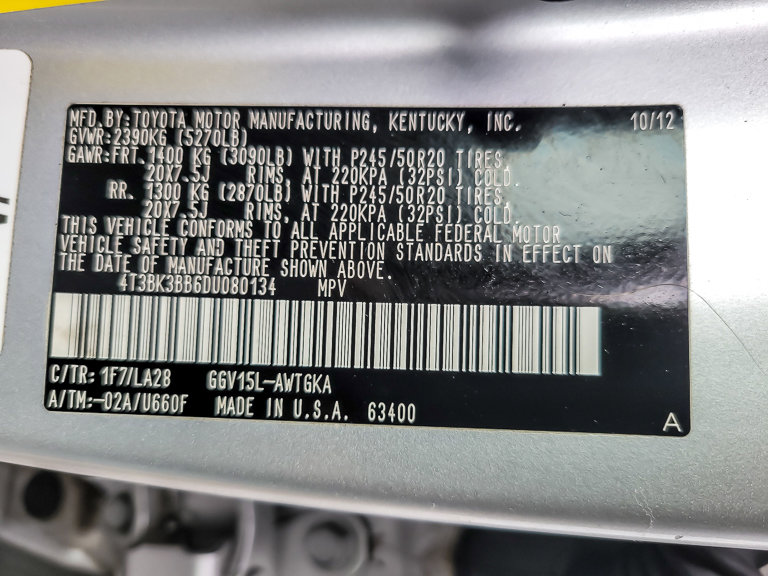 MFD.BY: TOYOTA MOTOR MANUFACTURING, KENTUCKY, INC. 10/12
GVWR: 2390KG (5270LB)
GAWR: FRT. 1400 KG (3090LB) WITH P245/50R20 TIRES,
20X7.5J RIMS, AT 220KPA (32PSI) COLD.
RR. 1300 KG (2870LB) WITH P245/50R20 TIRES,
20X7.5J RIMS, AT 220KPA (32PSI) COLD.
THIS VEHICLE CONFORMS TO ALL APPLICABLE FEDERAL MOTOR
VEHICLE SAFETY AND THEFT PREVENTION STANDARDS IN EFFECT ON
THE DATE OF MANUFACTURE SHOWN ABOVE.
4T3BK3BB6DU080134 MPV
C/TR: 1F7/LA28 GGV15L-AWTGKA
A/TM:-02A/U660F MADE IN U.S.A. 63400
A